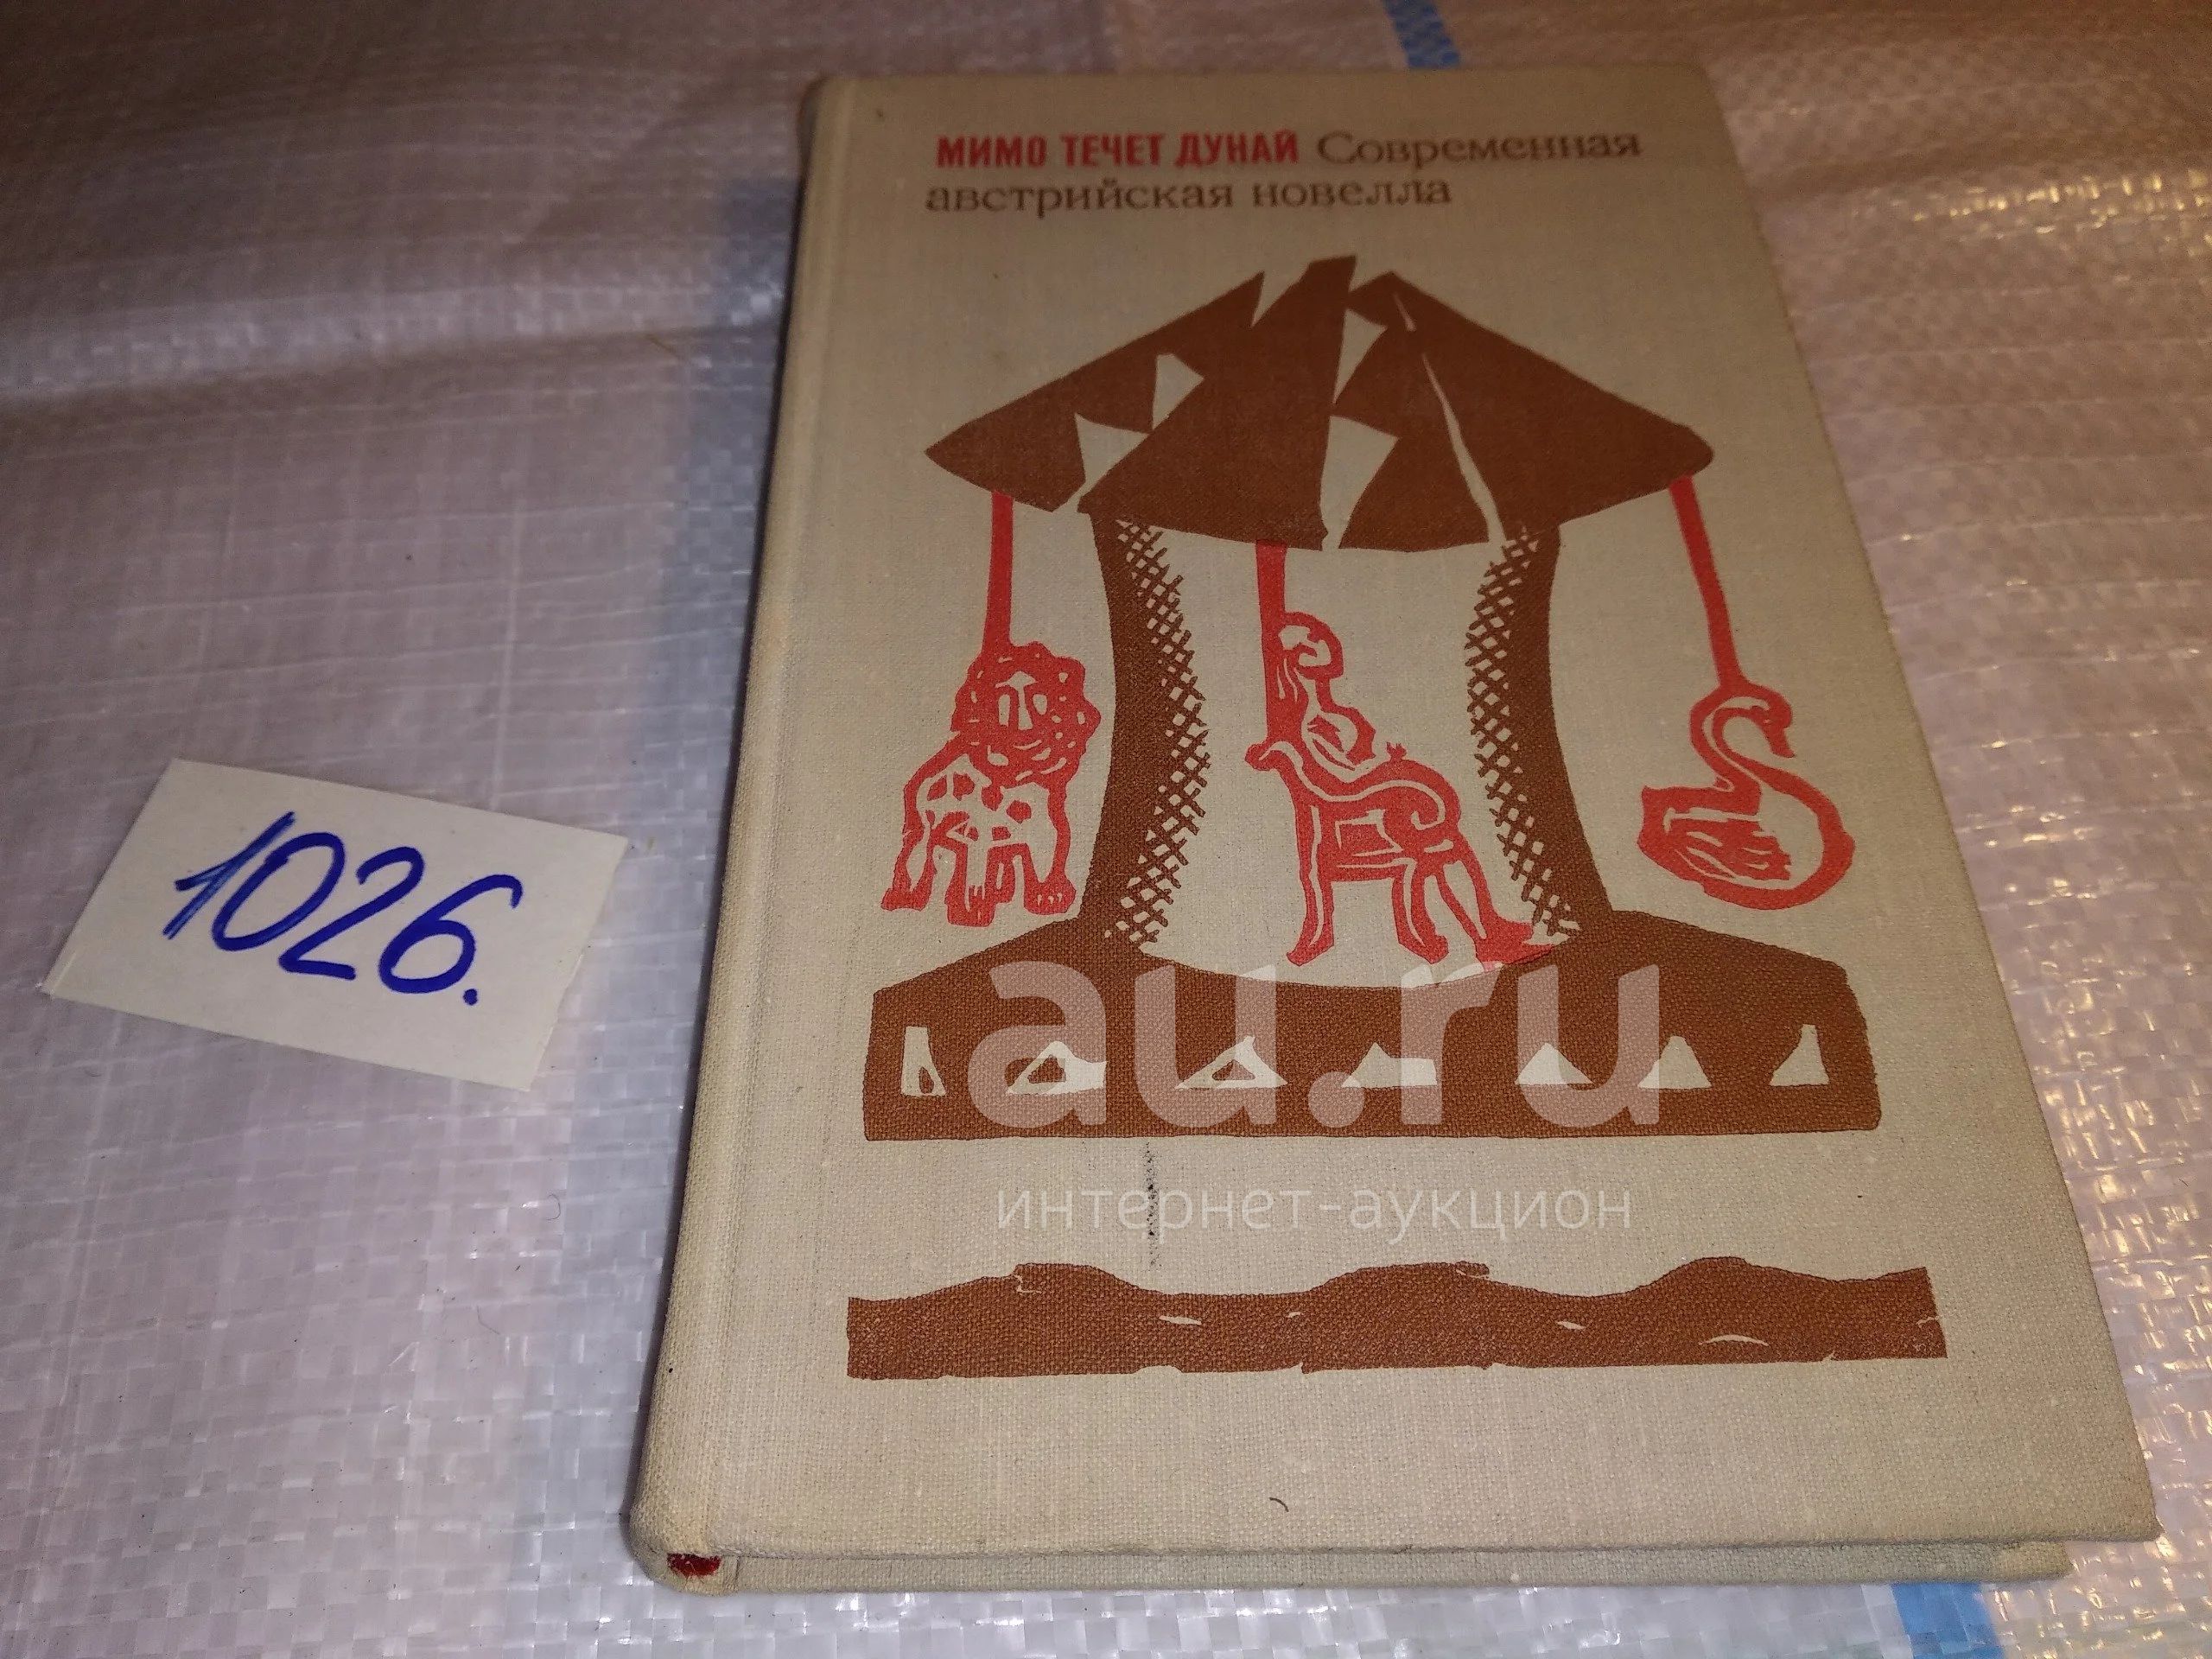 МИМО ТЕЧЕТ ДУНАЙ Современная
австрийская новелла
1026.
au.ru
интернет-аукцион